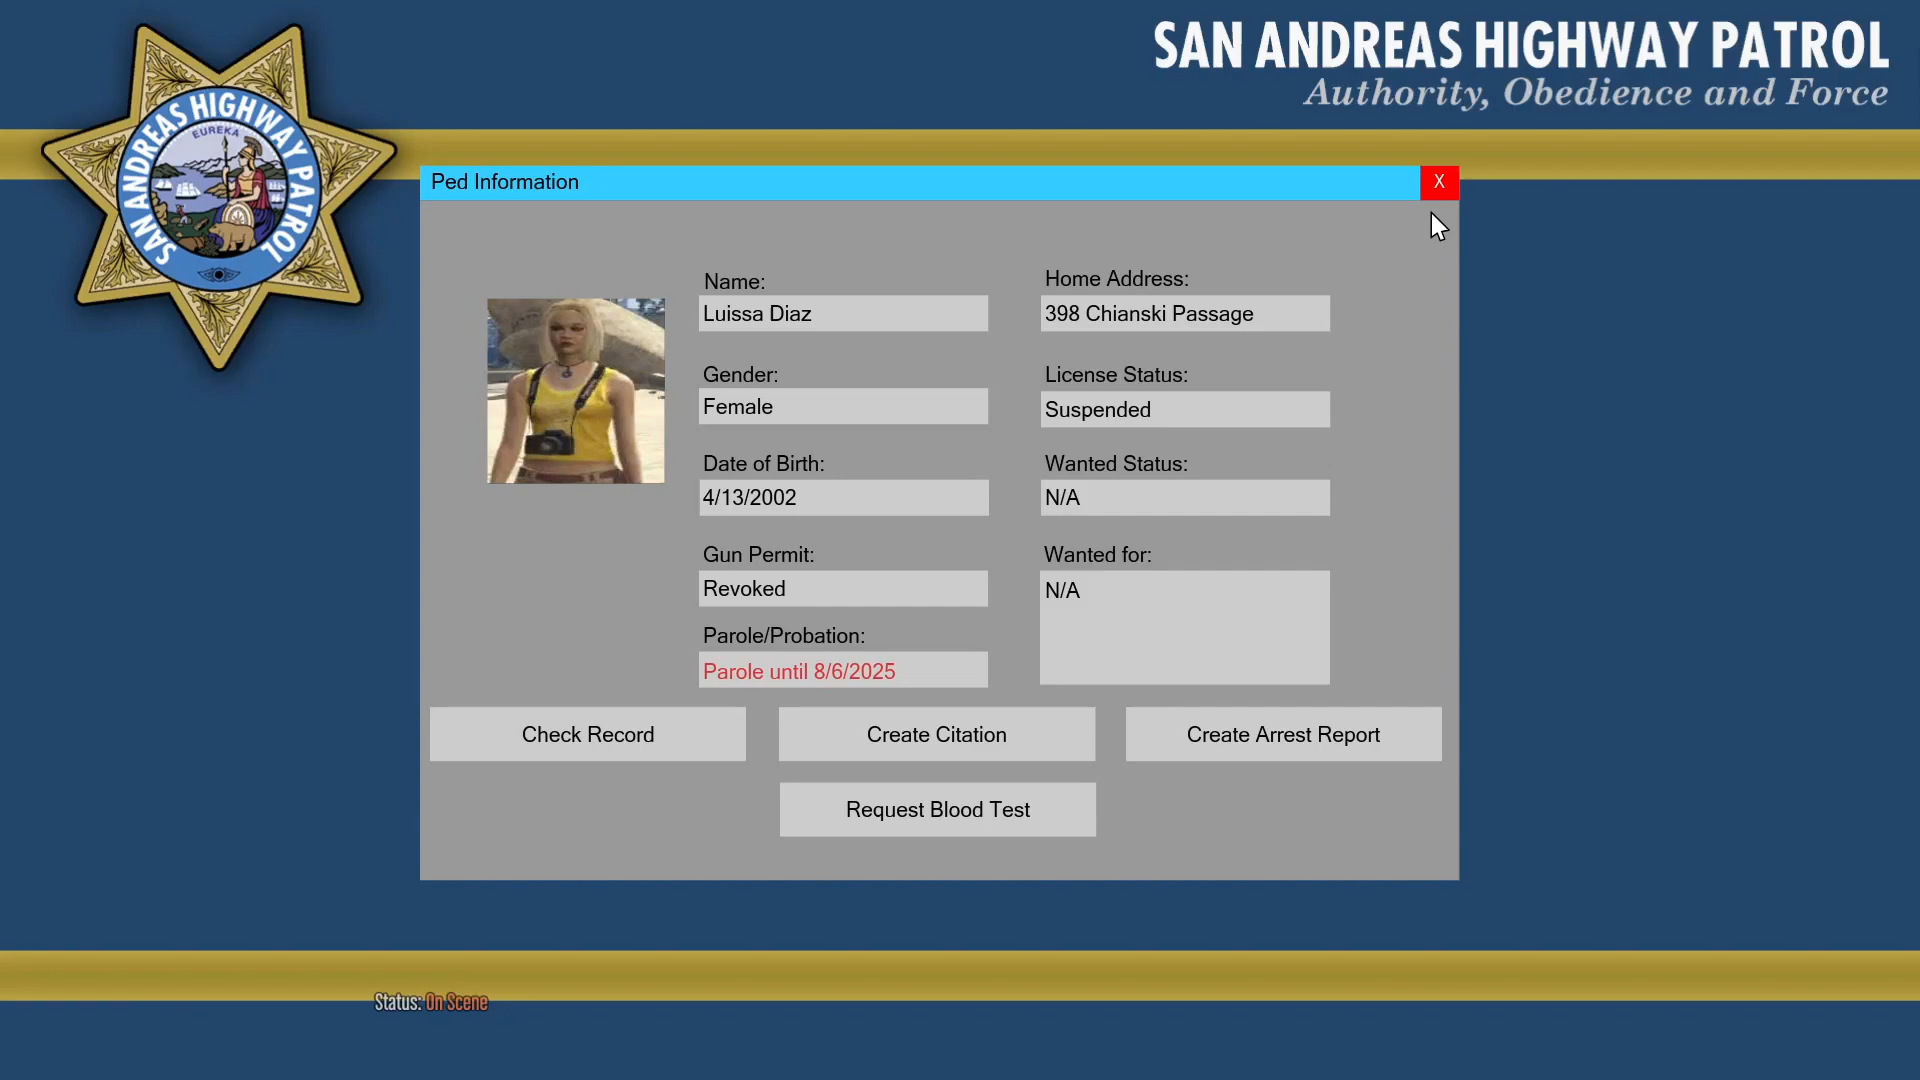 SAN ANDREAS HIGHWAY PATROL
Authority, Obedience and Force
SAN ANDREAS HIGHWAY PATROL
EUREKA
Ped Information
X
Name:
Luissa Diaz
Home Address:
398 Chianski Passage
Gender:
Female
License Status:
Suspended
Date of Birth:
4/13/2002
Wanted Status:
N/A
Gun Permit:
Revoked
Wanted for:
N/A
Parole/Probation:
Parole until 8/6/2025
Check Record
Create Citation
Create Arrest Report
Request Blood Test
Status: On Scene